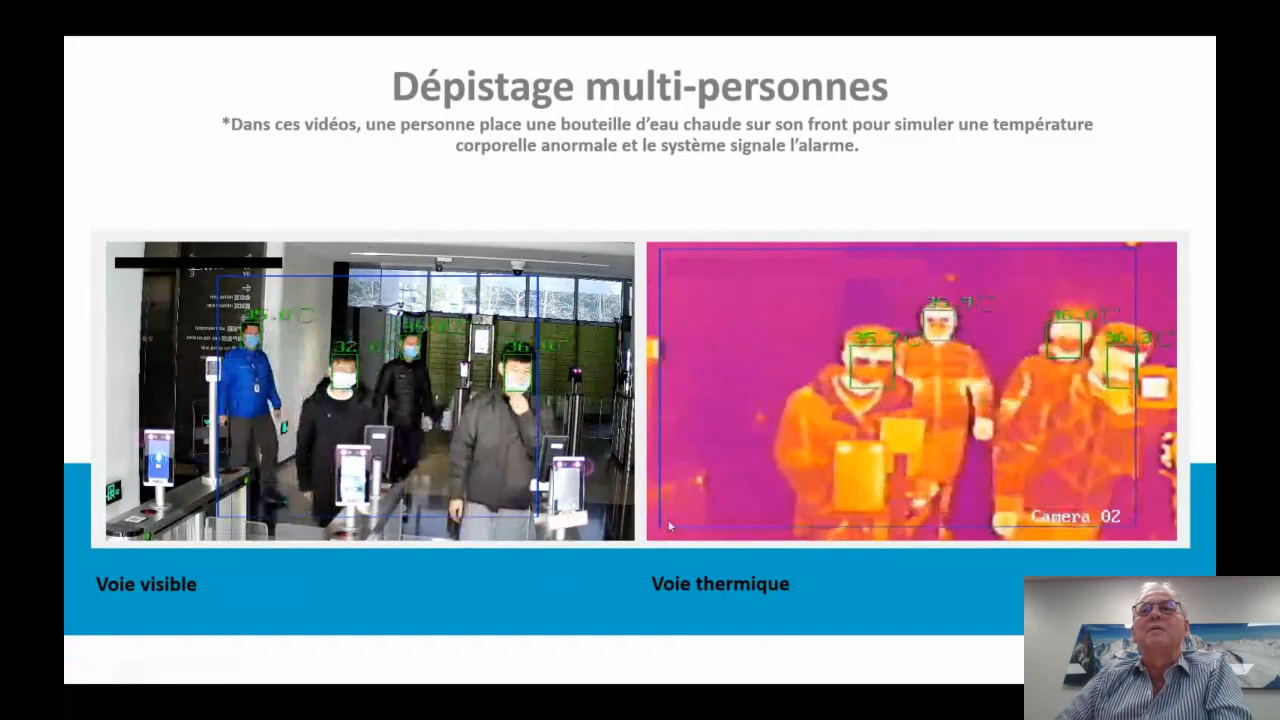 Dépistage multi-personnes
*Dans ces vidéos, une personne place une bouteille d’eau chaude sur son front pour simuler une température
corporelle anormale et le système signale l’alarme.
Camera 02
Voie visible
Voie thermique